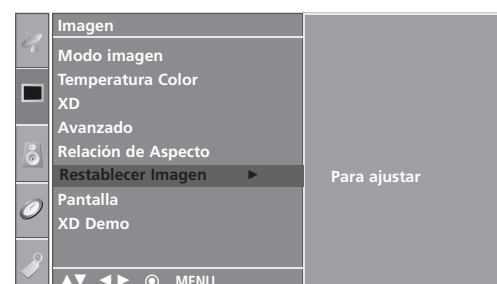 Imagen
Modo imagen
Temperatura Color
XD
Avanzado
Relación de Aspecto
Restablecer Imagen ►
Para ajustar
Pantalla
XD Demo
▲▼ ◄► ◉ MENU